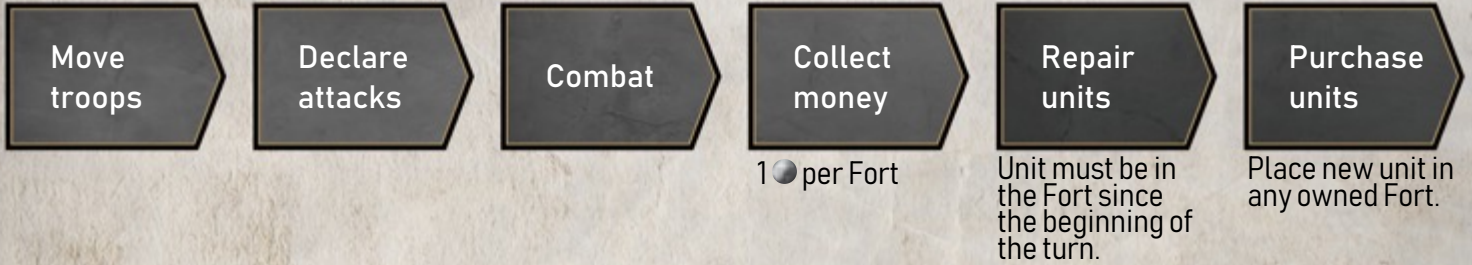 Move
troops
Declare
attacks
Combat
Collect
money
Repair
units
Purchase
units
1 per Fort
Unit must be in
the Fort since
the beginning of
the turn.
Place new unit in
any owned Fort.